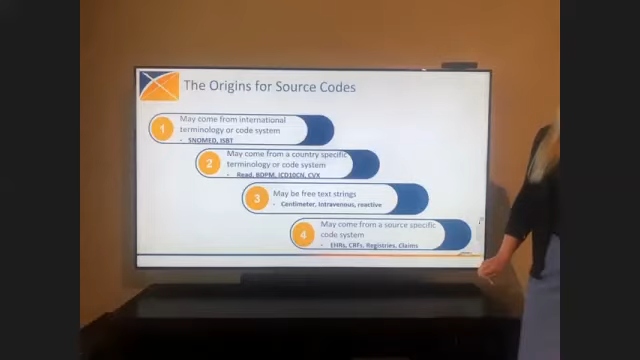 The Origins for Source Codes
1
May come from international
terminology or code system
• SNOMED, ISBT
2
May come from a country specific
terminology or code system
• Read, BDPM, ICD10CN, CVX
3
May be free text strings
• Centimeter, Intravenous, reactive
4
May come from a source specific
code system
• EHRs, CRFs, Registries, Claims